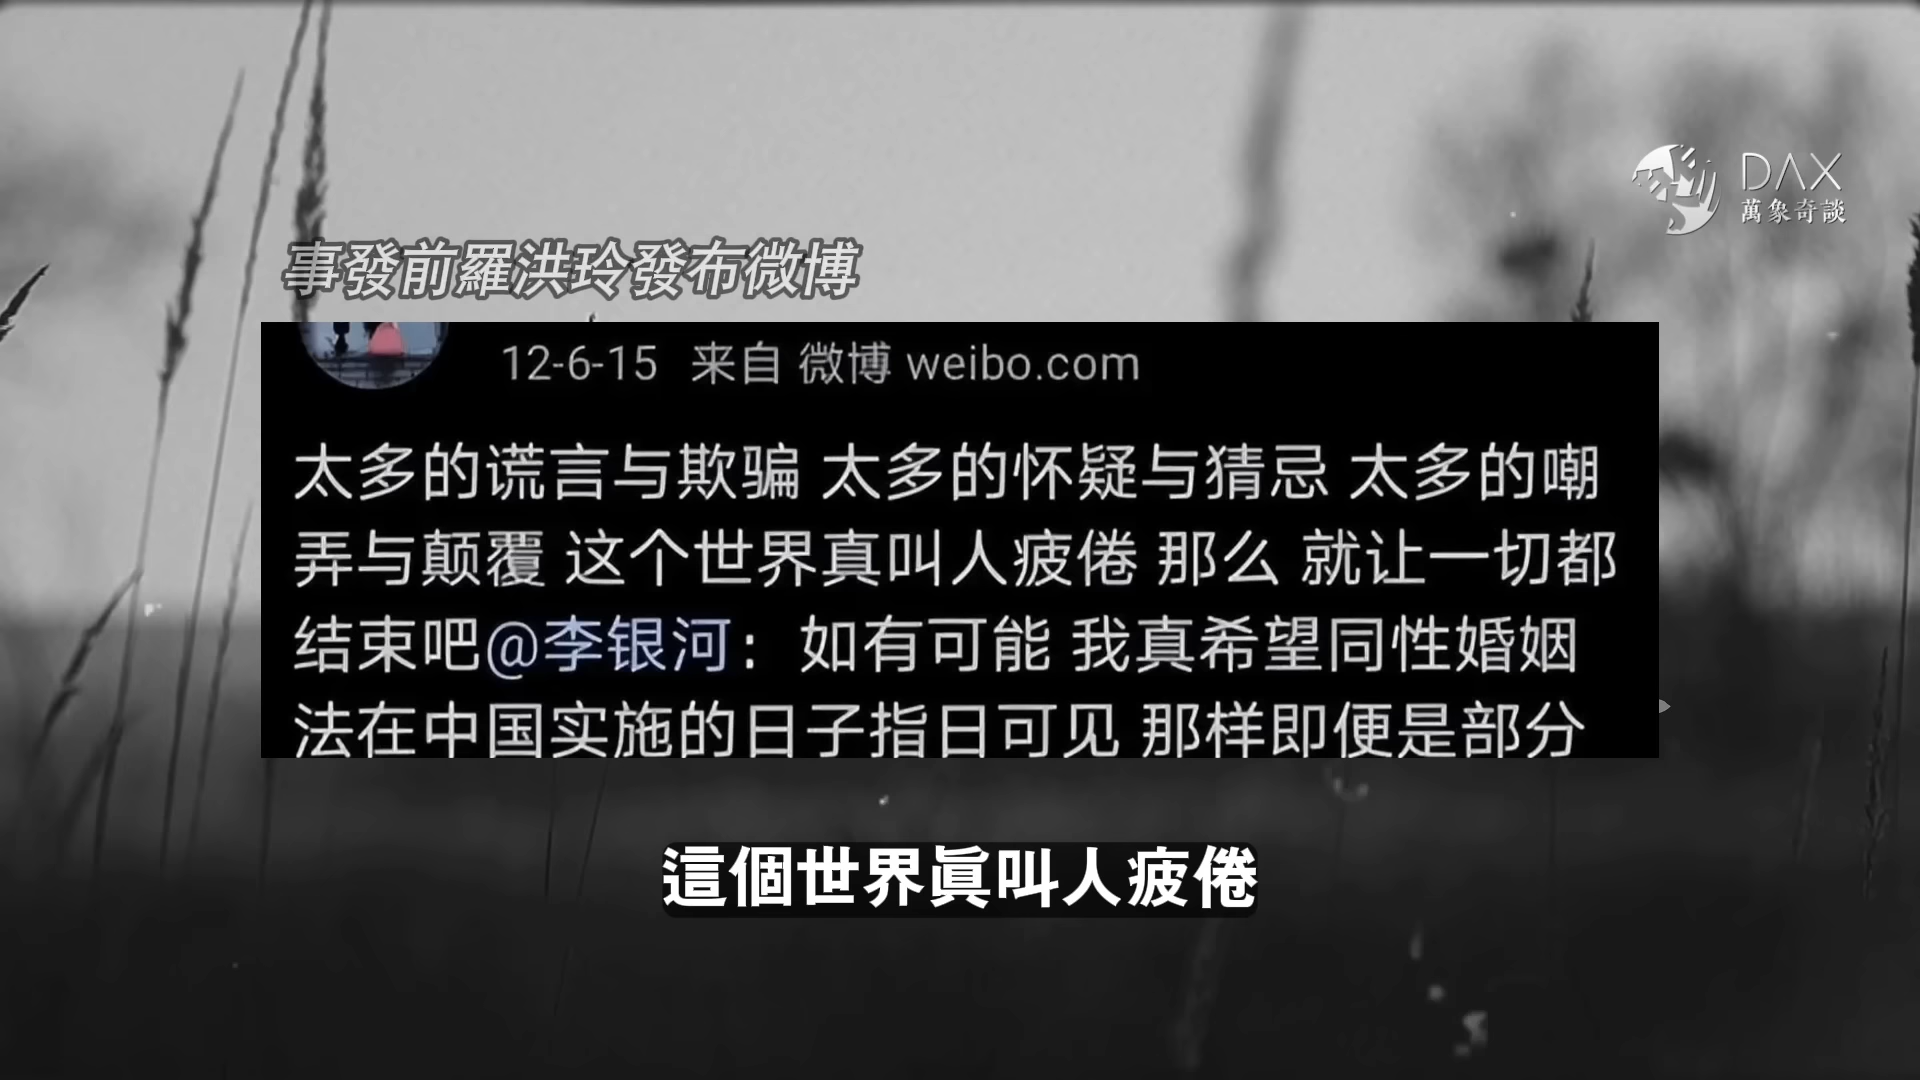 DAX
萬象奇談
事發前羅洪玲發布微博
12-6-15 来自 微博 weibo.com
太多的谎言与欺骗 太多的怀疑与猜忌 太多的嘲
弄与颠覆 这个世界真叫人疲倦 那么 就让一切都
结束吧@李银河： 如有可能 我真希望同性婚姻
法在中国实施的日子指日可见 那样即便是部分
這個世界眞叫人疲倦